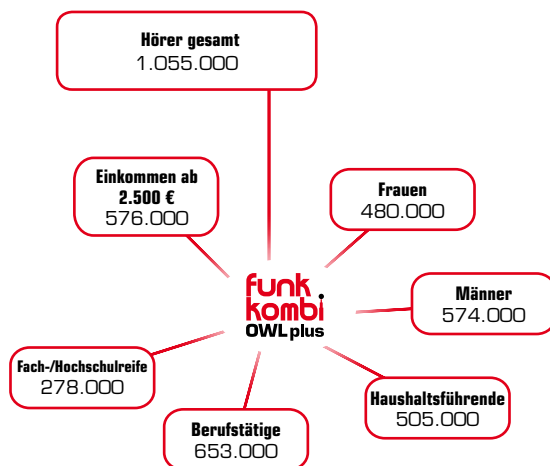 Hörer gesamt
1.055.000
Einkommen ab
2.500 €
576.000
Frauen
480.000
funk
kombi
OWL plus
Männer
574.000
Fach-/Hochschulreife
278.000
Haushaltsführende
505.000
Berufstätige
653.000